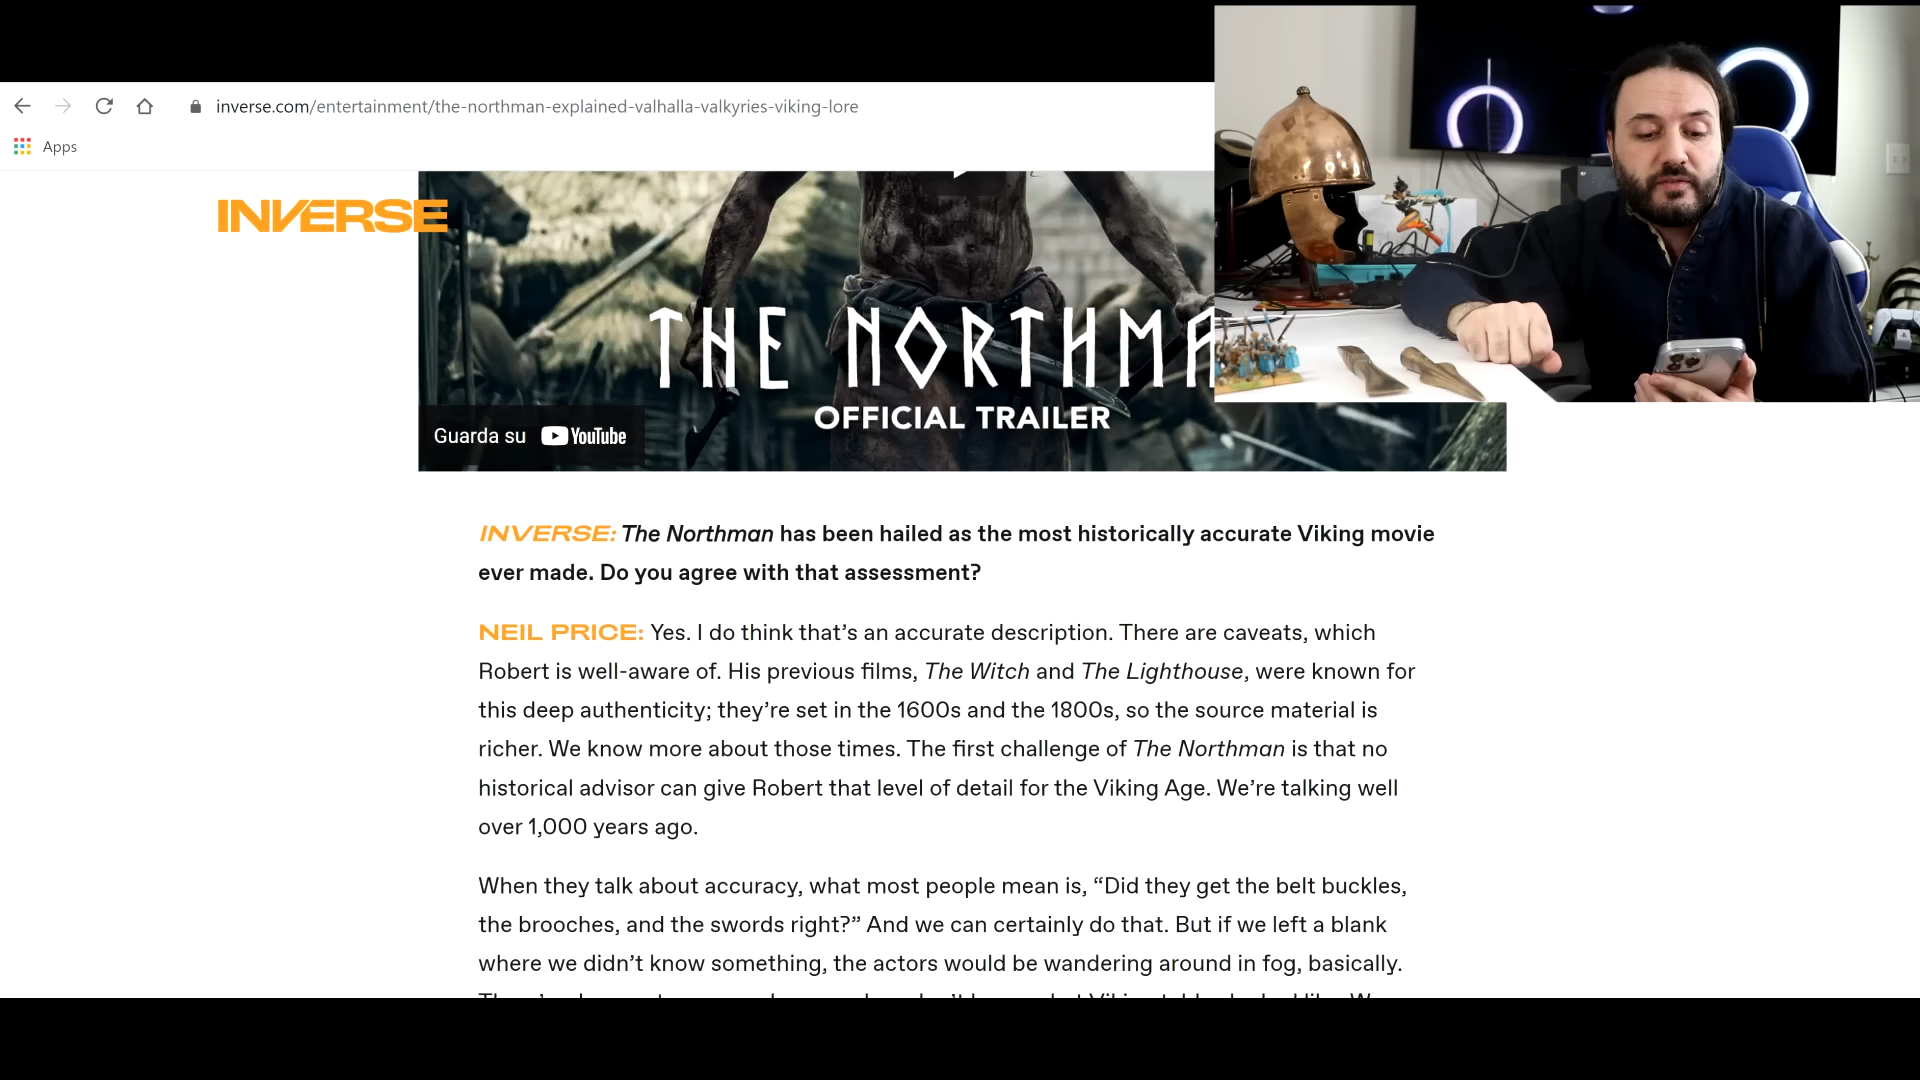 inverse.com/entertainment/the-northman-explained-valhalla-valkyries-viking-lore
Apps
INVERSE
THE NORTHMA
OFFICIAL TRAILER
Guarda su YouTube
INVERSE: The Northman has been hailed as the most historically accurate Viking movie
ever made. Do you agree with that assessment?
NEIL PRICE: Yes. I do think that’s an accurate description. There are caveats, which
Robert is well-aware of. His previous films, The Witch and The Lighthouse, were known for
this deep authenticity; they’re set in the 1600s and the 1800s, so the source material is
richer. We know more about those times. The first challenge of The Northman is that no
historical advisor can give Robert that level of detail for the Viking Age. We’re talking well
over 1,000 years ago.
When they talk about accuracy, what most people mean is, “Did they get the belt buckles,
the brooches, and the swords right?” And we can certainly do that. But if we left a blank
where we didn’t know something, the actors would be wandering around in fog, basically.